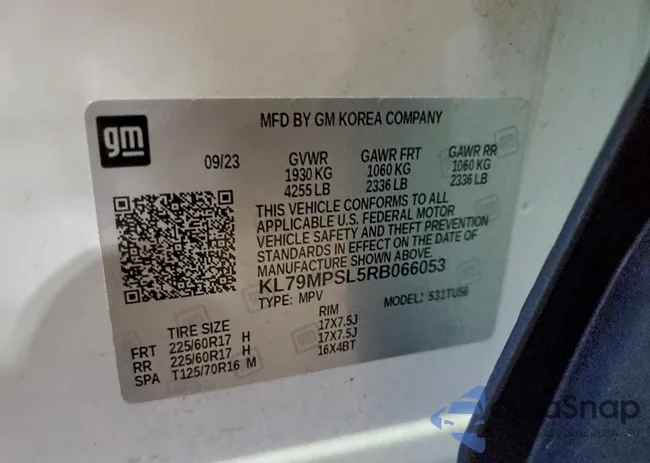 gm
MFD BY GM KOREA COMPANY
09/23 GVWR GAWR FRT GAWR RR
1930 KG 1060 KG 1060 KG
4255 LB 2336 LB 2336 LB
THIS VEHICLE CONFORMS TO ALL
APPLICABLE U.S. FEDERAL MOTOR
VEHICLE SAFETY AND THEFT PREVENTION
STANDARDS IN EFFECT ON THE DATE OF
MANUFACTURE SHOWN ABOVE.
KL79MPSL5RB066053
TYPE: MPV MODEL: 531TU56
TIRE SIZE RIM
FRT 225/60R17 H 17X7.5J
RR 225/60R17 H 17X7.5J
SPA T125/70R16 M 16X4BT